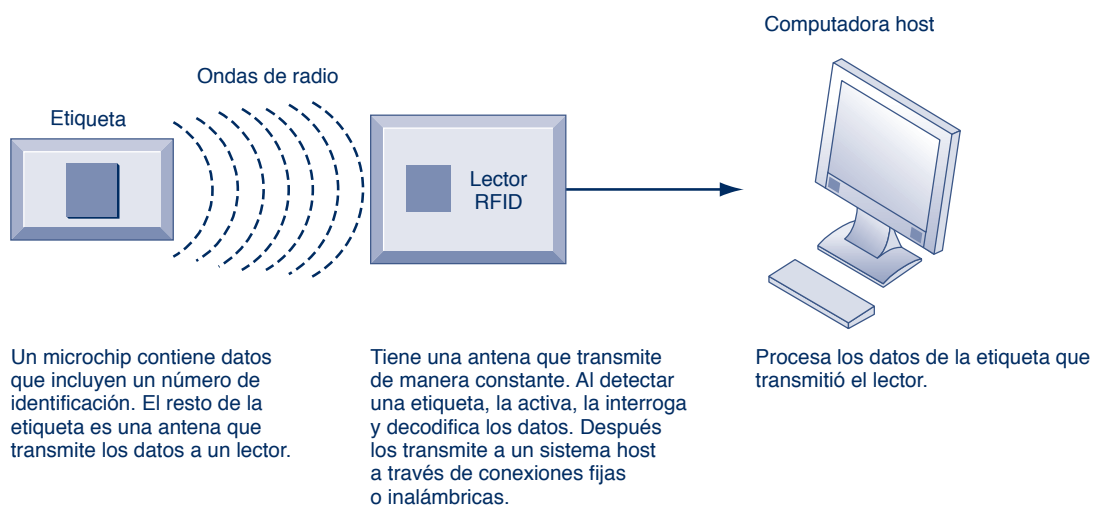 Computadora host
Ondas de radio
Etiqueta
Lector
RFID
Un microchip contiene datos
que incluyen un número de
identificación. El resto de la
etiqueta es una antena que
transmite los datos a un lector.
Tiene una antena que transmite
de manera constante. Al detectar
una etiqueta, la activa, la interroga
y decodifica los datos. Después
los transmite a un sistema host
a través de conexiones fijas
o inalámbricas.
Procesa los datos de la etiqueta que
transmitió el lector.